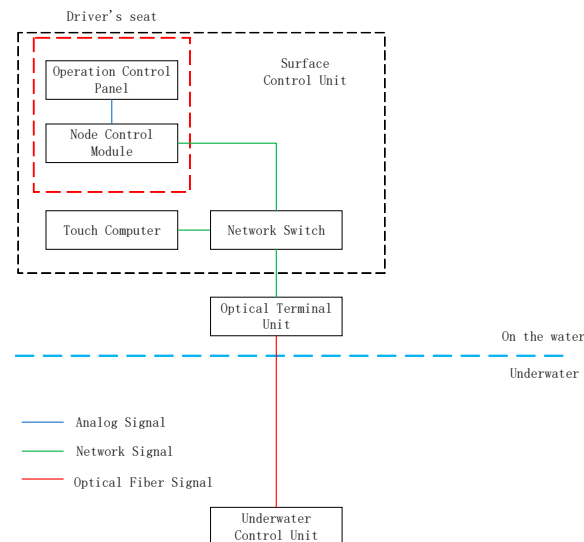 Driver's seat
Operation Control
Panel
Surface
Control Unit
Node Control
Module
Touch Computer
Network Switch
Optical Terminal
Unit
On the water
Underwater
Analog Signal
Network Signal
Optical Fiber Signal
Underwater
Control Unit